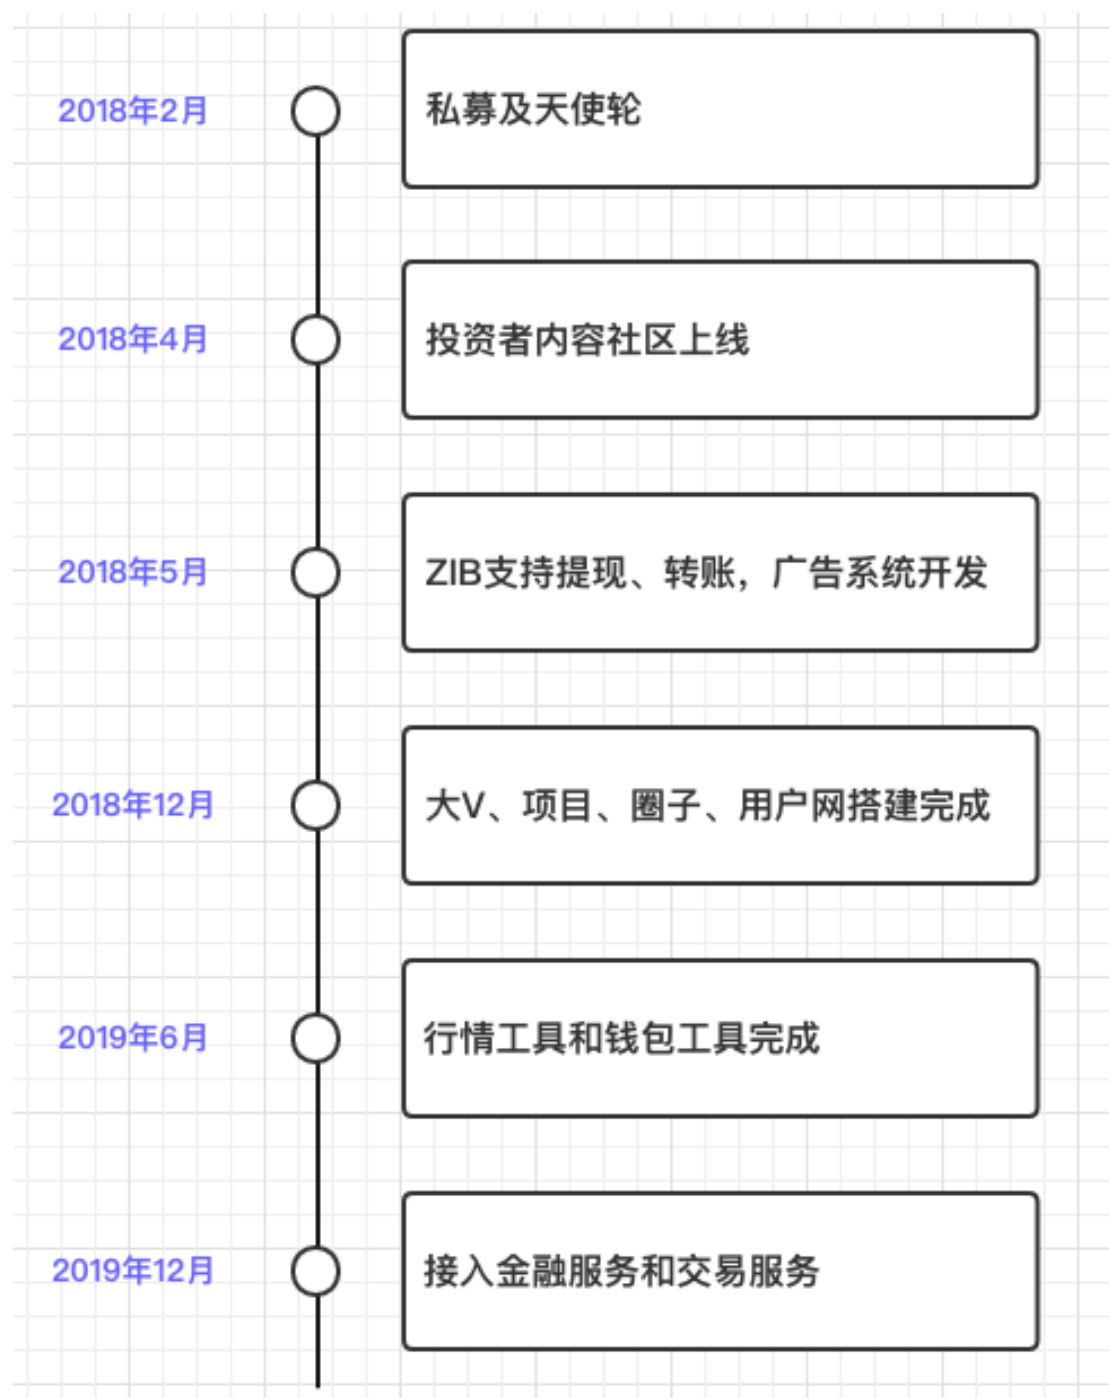 2018年2月
私募及天使轮
2018年4月
投资者内容社区上线
2018年5月
ZIB支持提现、转账，广告系统开发
2018年12月
大V、项目、圈子、用户网搭建完成
2019年6月
行情工具和钱包工具完成
2019年12月
接入金融服务和交易服务